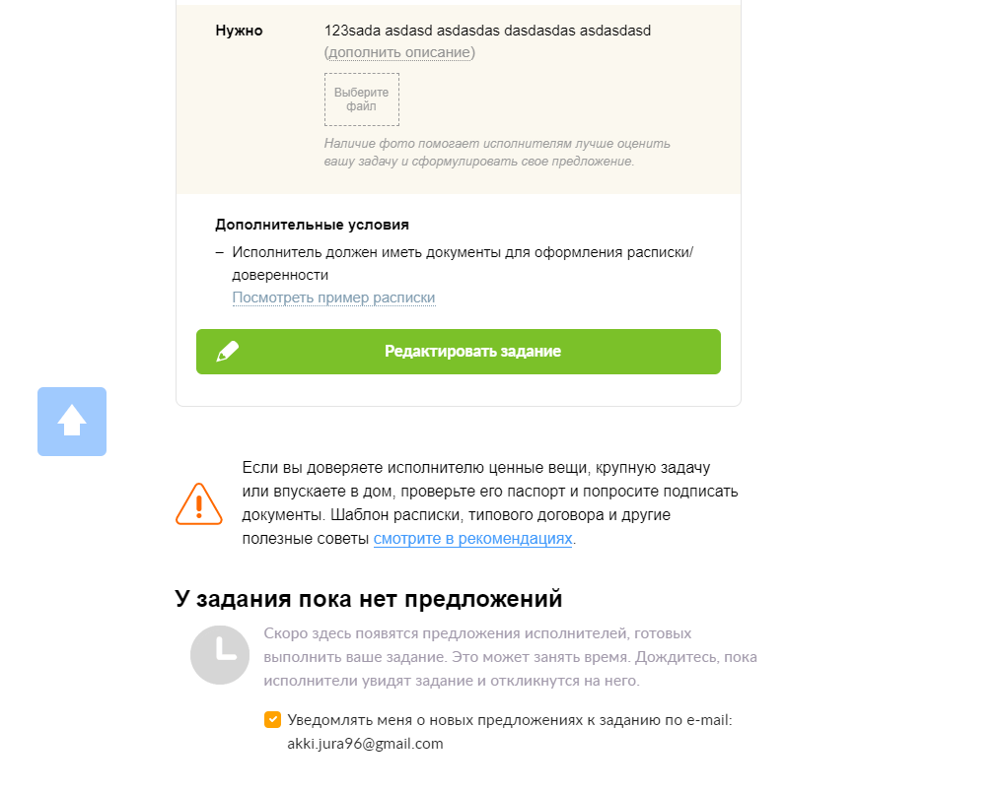 Нужно 123sada asdasd asdasdas dasdasdas asdasdasd
(дополнить описание)
Выберите
файл
Наличие фото помогает исполнителям лучше оценить
вашу задачу и сформулировать свое предложение.
Дополнительные условия
– Исполнитель должен иметь документы для оформления расписки/
доверенности
Посмотреть пример расписки
Редактировать задание
Если вы доверяете исполнителю ценные вещи, крупную задачу
или впускаете в дом, проверьте его паспорт и попросите подписать
документы. Шаблон расписки, типового договора и другие
полезные советы смотрите в рекомендациях.
У задания пока нет предложений
Скоро здесь появятся предложения исполнителей, готовых
выполнить ваше задание. Это может занять время. Дождитесь, пока
исполнители увидят задание и откликнутся на него.
Уведомлять меня о новых предложениях к заданию по e-mail:
akki.jura96@gmail.com